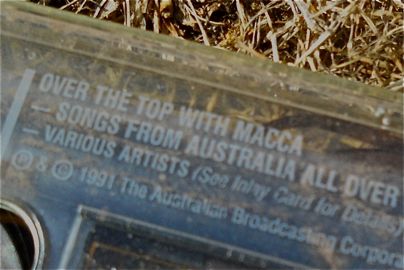 OVER THE TOP WITH MACCA
– SONGS FROM AUSTRALIA ALL OVER
– VARIOUS ARTISTS (See Inlay Card for Details)
Ⓟ & © 1991 The Australian Broadcasting Corpora